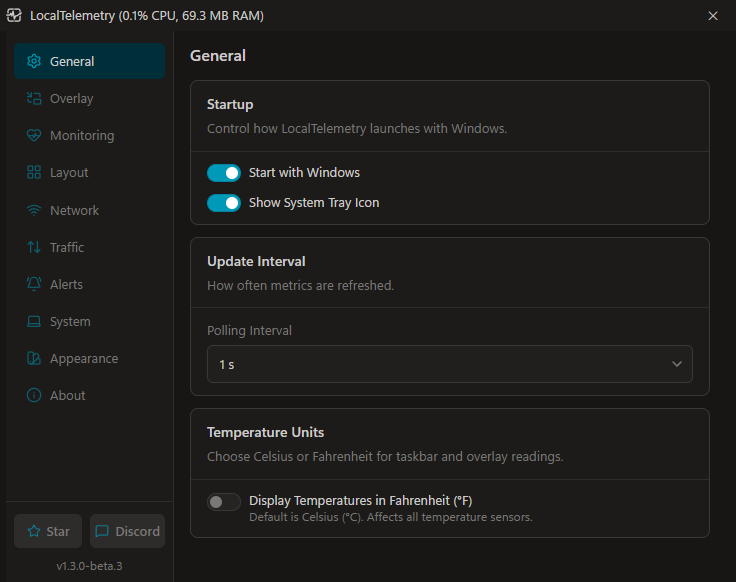 LocalTelemetry (0.1% CPU, 69.3 MB RAM)
General
Overlay
Monitoring
Layout
Network
Traffic
Alerts
System
Appearance
About
Star
Discord
v1.3.0-beta.3
General
Startup
Control how LocalTelemetry launches with Windows.
Start with Windows
Show System Tray Icon
Update Interval
How often metrics are refreshed.
Polling Interval
1 s
Temperature Units
Choose Celsius or Fahrenheit for taskbar and overlay readings.
Display Temperatures in Fahrenheit (°F)
Default is Celsius (°C). Affects all temperature sensors.